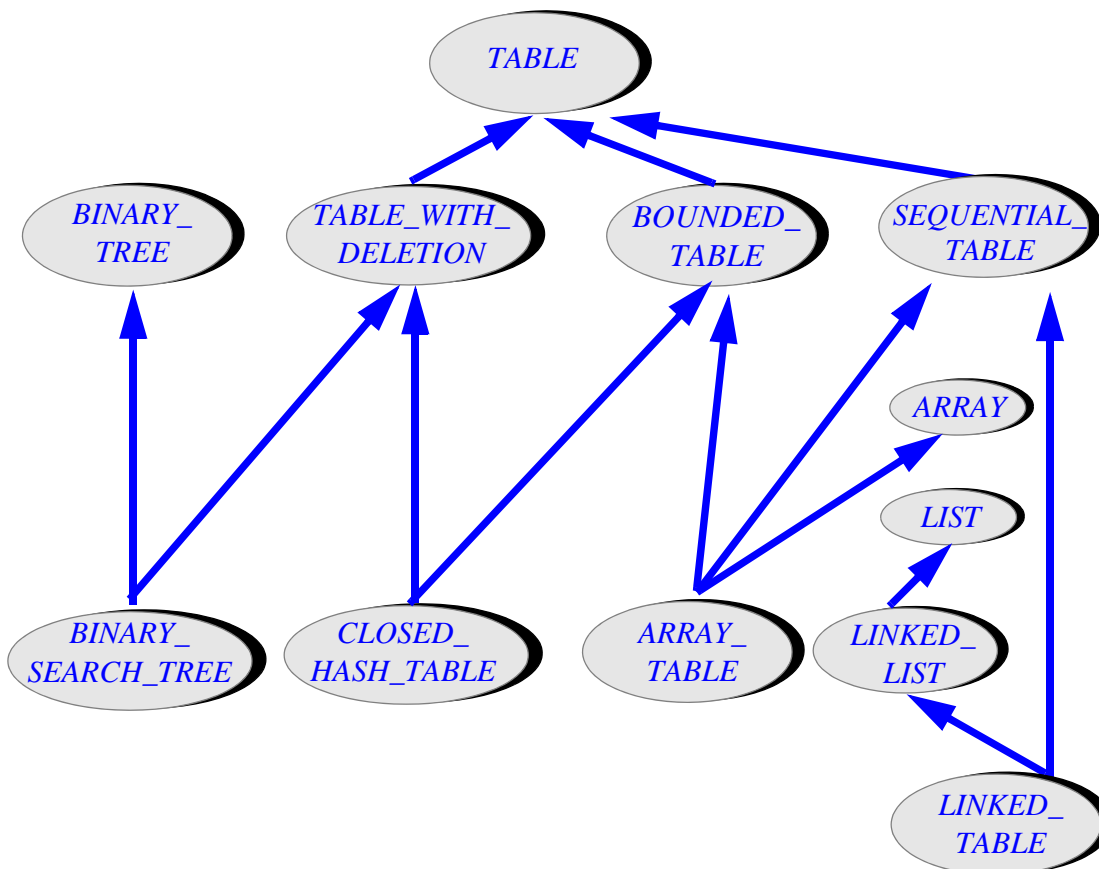 TABLE
BINARY_
TREE
TABLE_WITH_
DELETION
BOUNDED_
TABLE
SEQUENTIAL_
TABLE
ARRAY
LIST
BINARY_
SEARCH_TREE
CLOSED_
HASH_TABLE
ARRAY_
TABLE
LINKED_
LIST
LINKED_
TABLE